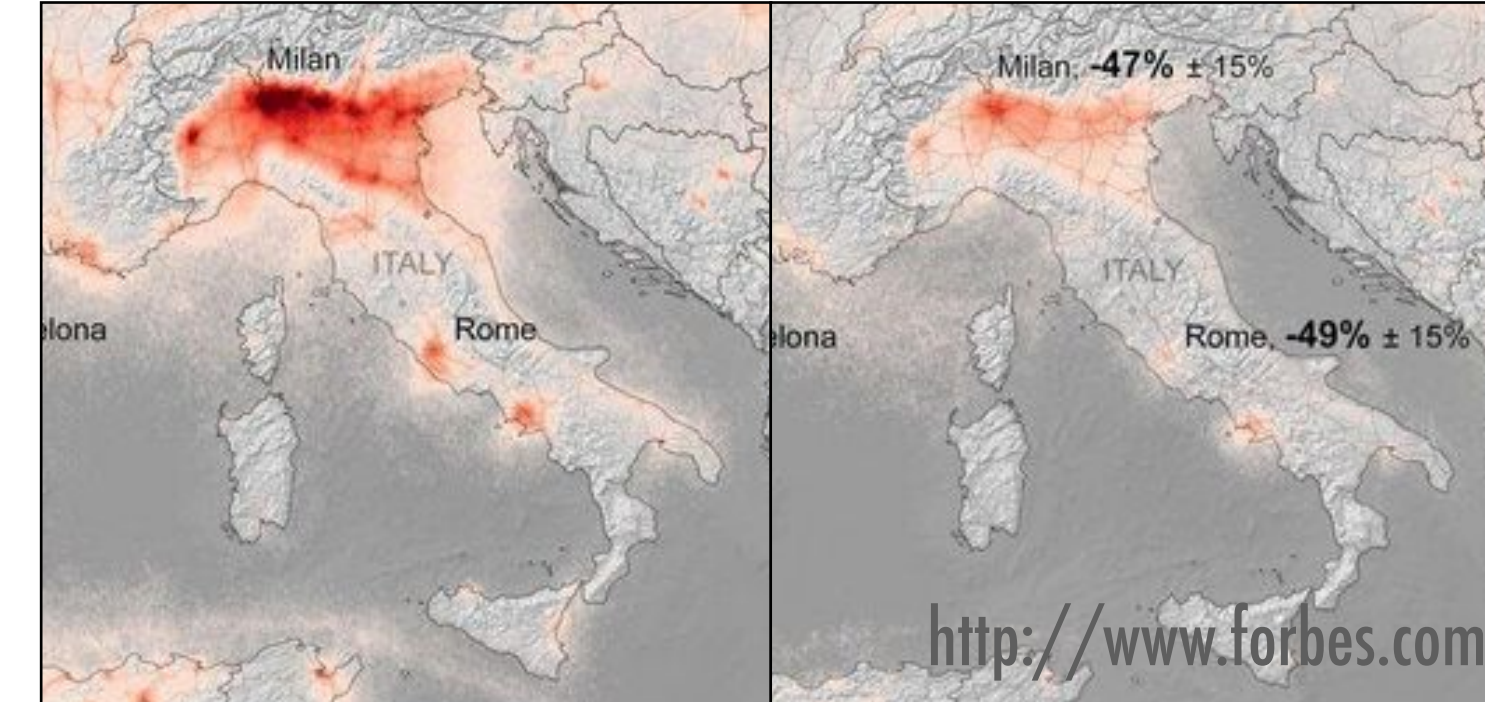 Milan
ITALY
elona
Rome
Milan, -47% ± 15%
ITALY
elona
Rome, -49% ± 15%
http://www.forbes.com